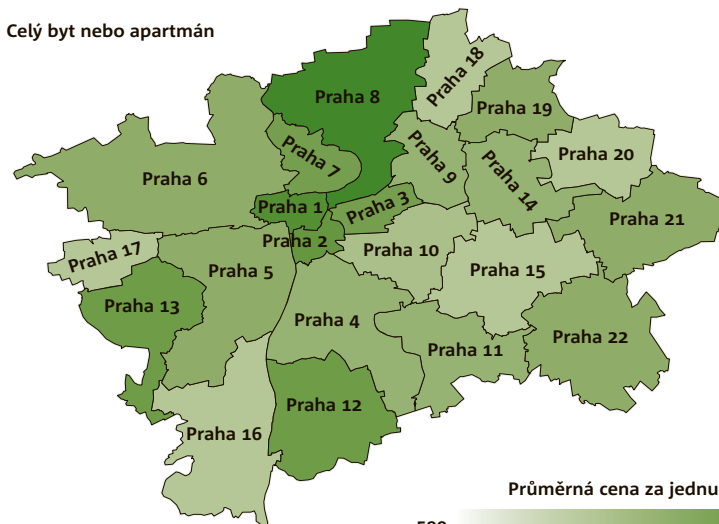 Celý byt nebo apartmán
Praha 18
Praha 8
Praha 19
Praha 7
Praha 9
Praha 20
Praha 6
Praha 14
Praha 1
Praha 3
Praha 21
Praha 2
Praha 10
Praha 17
Praha 5
Praha 15
Praha 13
Praha 4
Praha 11
Praha 22
Praha 12
Praha 16
Průměrná cena za jednu